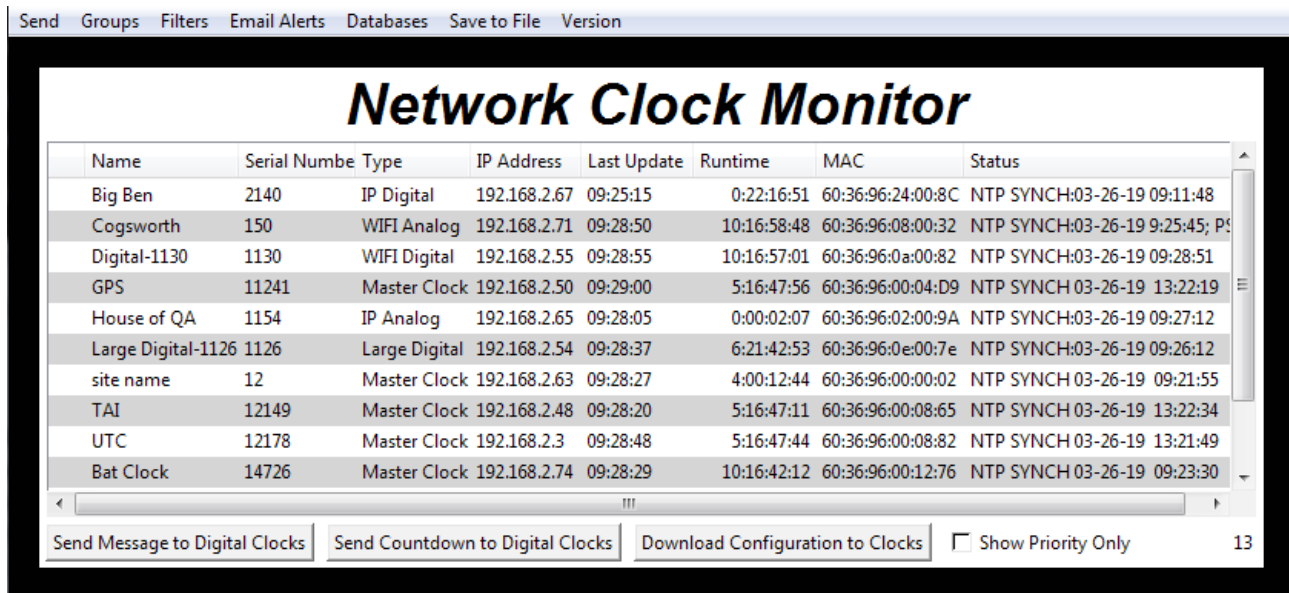 Send Groups Filters Email Alerts Databases Save to File Version
Network Clock Monitor
Name Serial Numbe Type IP Address Last Update Runtime MAC Status
Big Ben 2140 IP Digital 192.168.2.67 09:25:15 0:22:16:51 60:36:96:24:00:8C NTP SYNCH:03-26-19 09:11:48
Cogsworth 150 WIFI Analog 192.168.2.71 09:28:50 10:16:58:48 60:36:96:08:00:32 NTP SYNCH:03-26-19 9:25:45; PS
Digital-1130 1130 WIFI Digital 192.168.2.55 09:28:55 10:16:57:01 60:36:96:0a:00:82 NTP SYNCH:03-26-19 09:28:51
GPS 11241 Master Clock 192.168.2.50 09:29:00 5:16:47:56 60:36:96:00:04:D9 NTP SYNCH 03-26-19 13:22:19
House of QA 1154 IP Analog 192.168.2.65 09:28:05 0:00:02:07 60:36:96:02:00:9A NTP SYNCH:03-26-19 09:27:12
Large Digital-1126 1126 Large Digital 192.168.2.54 09:28:37 6:21:42:53 60:36:96:0e:00:7e NTP SYNCH:03-26-19 09:26:12
site name 12 Master Clock 192.168.2.63 09:28:27 4:00:12:44 60:36:96:00:00:02 NTP SYNCH 03-26-19 09:21:55
TAI 12149 Master Clock 192.168.2.48 09:28:20 5:16:47:11 60:36:96:00:08:65 NTP SYNCH 03-26-19 13:22:34
UTC 12178 Master Clock 192.168.2.3 09:28:48 5:16:47:44 60:36:96:00:08:82 NTP SYNCH 03-26-19 13:21:49
Bat Clock 14726 Master Clock 192.168.2.74 09:28:29 10:16:42:12 60:36:96:00:12:76 NTP SYNCH 03-26-19 09:23:30
Send Message to Digital Clocks Send Countdown to Digital Clocks Download Configuration to Clocks Show Priority Only 13